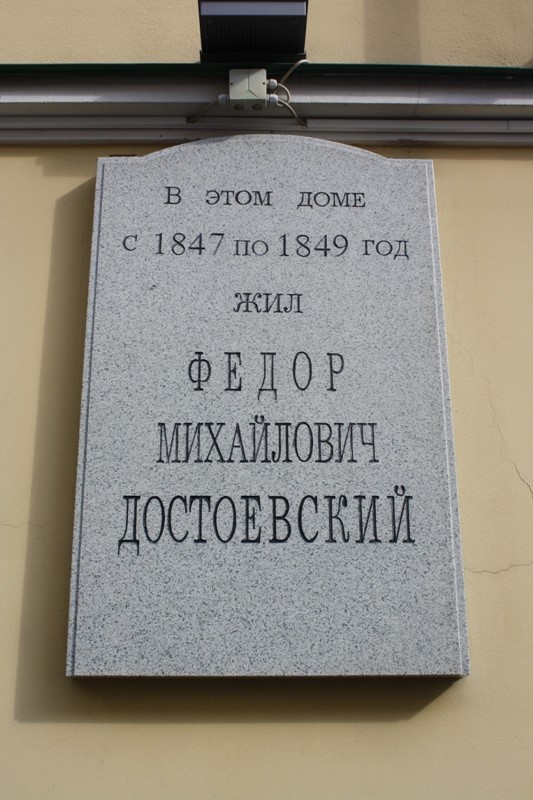 В ЭТОМ ДОМЕ
С 1847 ПО 1849 ГОД
ЖИЛ
ФЕДОР
МИХАЙЛОВИЧ
ДОСТОЕВСКИЙ